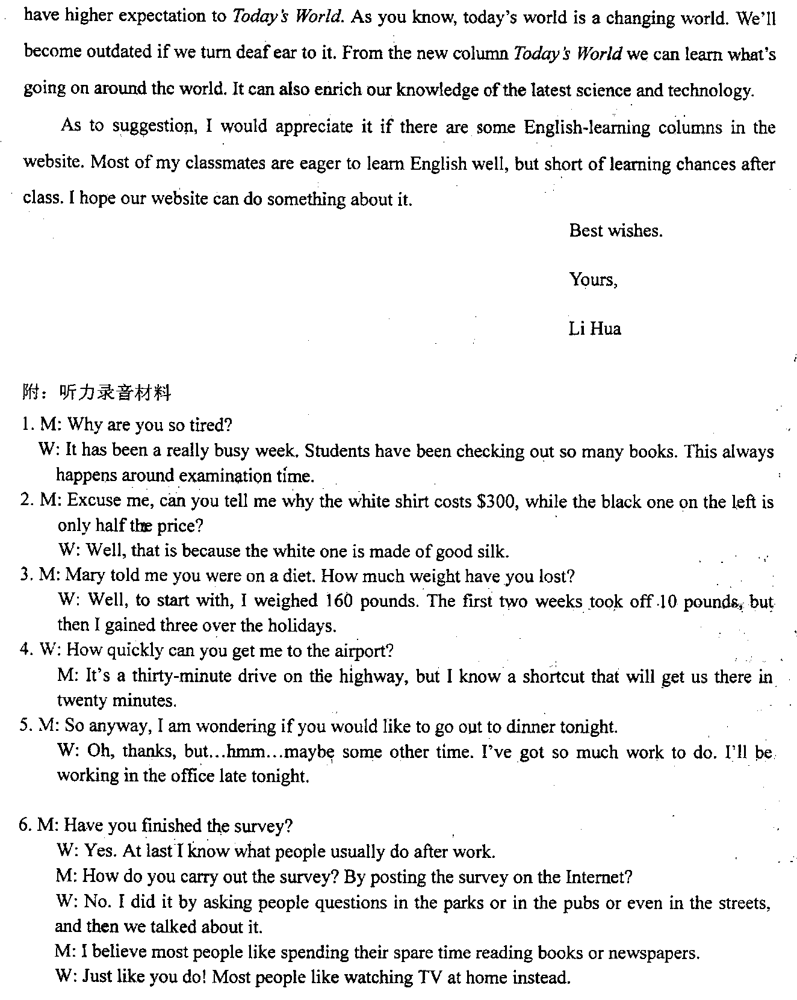 have higher expectation to Today's World. As you know, today's world is a changing world. We'll
become outdated if we turn deaf ear to it. From the new column Today's World we can learn what's
going on around the world. It can also enrich our knowledge of the latest science and technology.
As to suggestion, I would appreciate it if there are some English-learning columns in the
website. Most of my classmates are eager to learn English well, but short of learning chances after
class. I hope our website can do something about it.
Best wishes.
Yours,
Li Hua
附：听力录音材料
1. M: Why are you so tired?
W: It has been a really busy week. Students have been checking out so many books. This always
happens around examination time.
2. M: Excuse me, can you tell me why the white shirt costs $300, while the black one on the left is
only half the price?
W: Well, that is because the white one is made of good silk.
3. M: Mary told me you were on a diet. How much weight have you lost?
W: Well, to start with, I weighed 160 pounds. The first two weeks took off 10 pounds, but
then I gained three over the holidays.
4. W: How quickly can you get me to the airport?
M: It's a thirty-minute drive on the highway, but I know a shortcut that will get us there in
twenty minutes.
5. M: So anyway, I am wondering if you would like to go out to dinner tonight.
W: Oh, thanks, but...hmm...maybe some other time. I've got so much work to do. I'll be
working in the office late tonight.
6. M: Have you finished the survey?
W: Yes. At last I know what people usually do after work.
M: How do you carry out the survey? By posting the survey on the Internet?
W: No. I did it by asking people questions in the parks or in the pubs or even in the streets,
and then we talked about it.
M: I believe most people like spending their spare time reading books or newspapers.
W: Just like you do! Most people like watching TV at home instead.